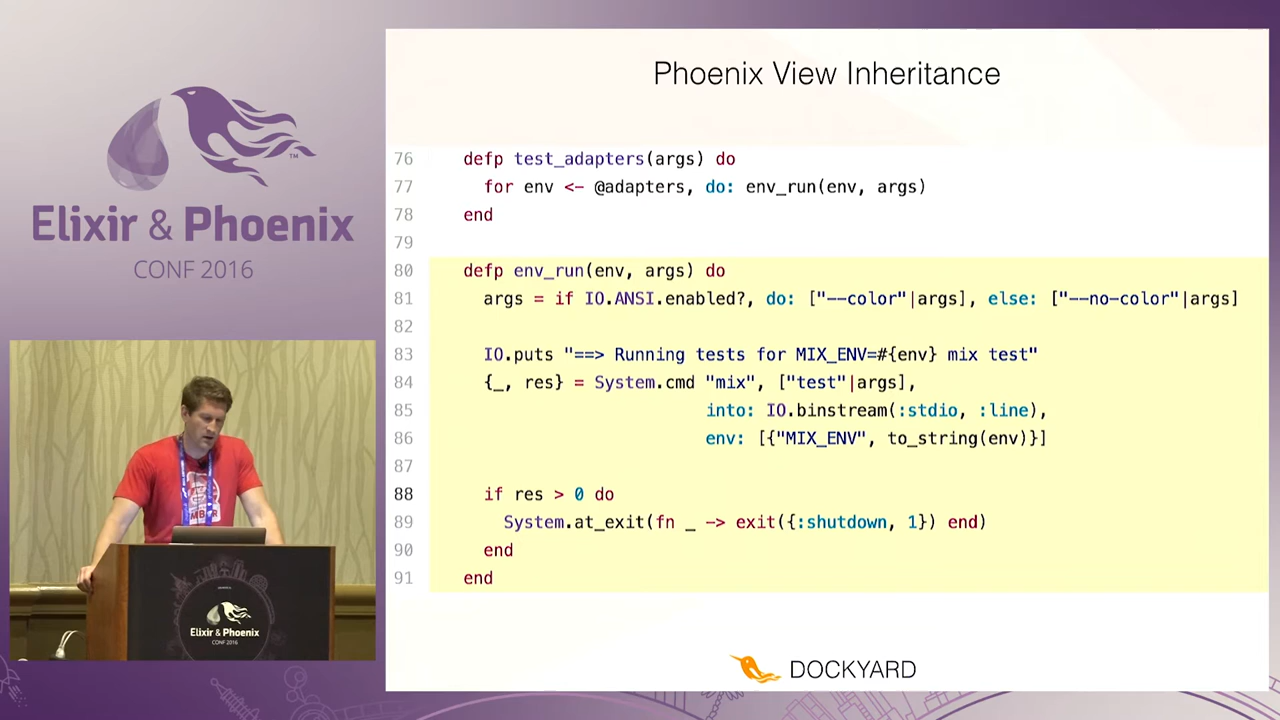 Elixir & Phoenix
CONF 2016
Phoenix View Inheritance
76 defp test_adapters(args) do
77 for env <- @adapters, do: env_run(env, args)
78 end
79
80 defp env_run(env, args) do
81 args = if IO.ANSI.enabled?, do: ["--color"|args], else: ["--no-color"|args]
82
83 IO.puts "==> Running tests for MIX_ENV=#{env} mix test"
84 {_, res} = System.cmd "mix", ["test"|args],
85 into: IO.binstream(:stdio, :line),
86 env: [{"MIX_ENV", to_string(env)}]
87
88 if res > 0 do
89 System.at_exit(fn _ -> exit({:shutdown, 1}) end)
90 end
91 end
DOCKYARD
Elixir & Phoenix
CONF 2016